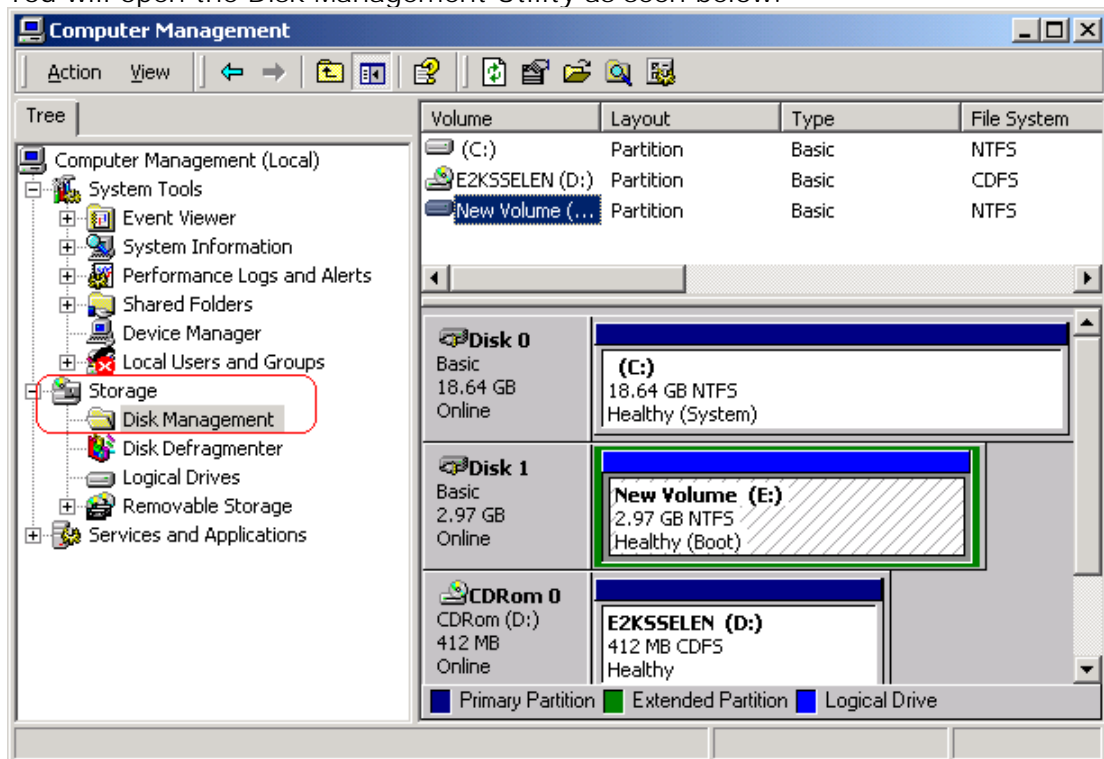 You will open the Disk Management Utility as seen below:
Computer Management
Action View
Tree
Computer Management (Local)
System Tools
Event Viewer
System Information
Performance Logs and Alerts
Shared Folders
Device Manager
Local Users and Groups
Storage
Disk Management
Disk Defragmenter
Logical Drives
Removable Storage
Services and Applications
Volume Layout Type File System
(C:) Partition Basic NTFS
E2KSSELEN (D:) Partition Basic CDFS
New Volume (... Partition Basic NTFS
Disk 0
Basic
18.64 GB
Online
(C:)
18.64 GB NTFS
Healthy (System)
Disk 1
Basic
2.97 GB
Online
New Volume (E:)
2.97 GB NTFS
Healthy (Boot)
CDRom 0
CDRom (D:)
412 MB
Online
E2KSSELEN (D:)
412 MB CDFS
Healthy
Primary Partition Extended Partition Logical Drive